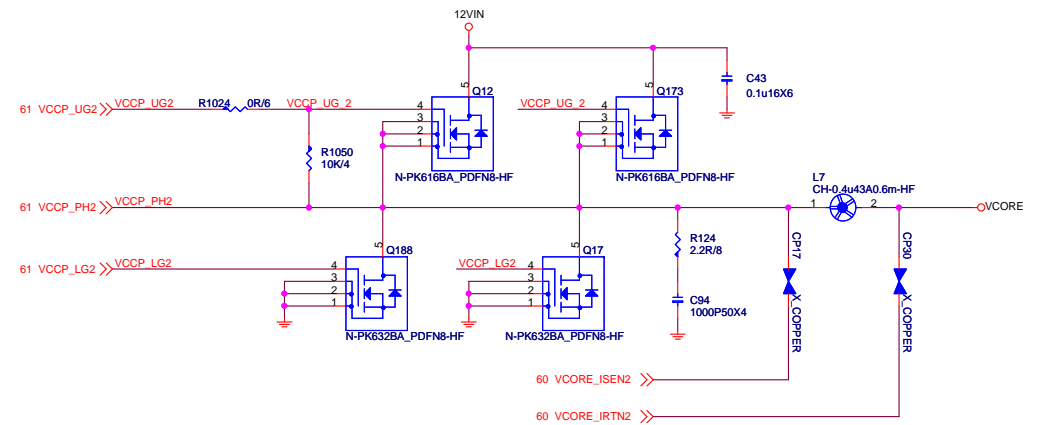 12VIN
C43
0.1u16X6
61 VCCP_UG2 VCCP_UG2 R1024 0R/6 VCCP_UG_2
5 Q12
4
3
2
1
N-PK616BA_PDFN8-HF
VCCP_UG_2
5 Q173
4
3
2
1
N-PK616BA_PDFN8-HF
R1050
10K/4
L7
CH-0.4u43A0.6m-HF
61 VCCP_PH2 VCCP_PH2
1 2
VCORE
R124
2.2R/8
CP17
CP30
61 VCCP_LG2 VCCP_LG2
5 Q188
4
3
2
1
N-PK632BA_PDFN8-HF
VCCP_LG2
5 Q17
4
3
2
1
N-PK632BA_PDFN8-HF
C94
1000P50X4
X_COPPER
X_COPPER
60 VCORE_ISEN2
60 VCORE_IRTN2